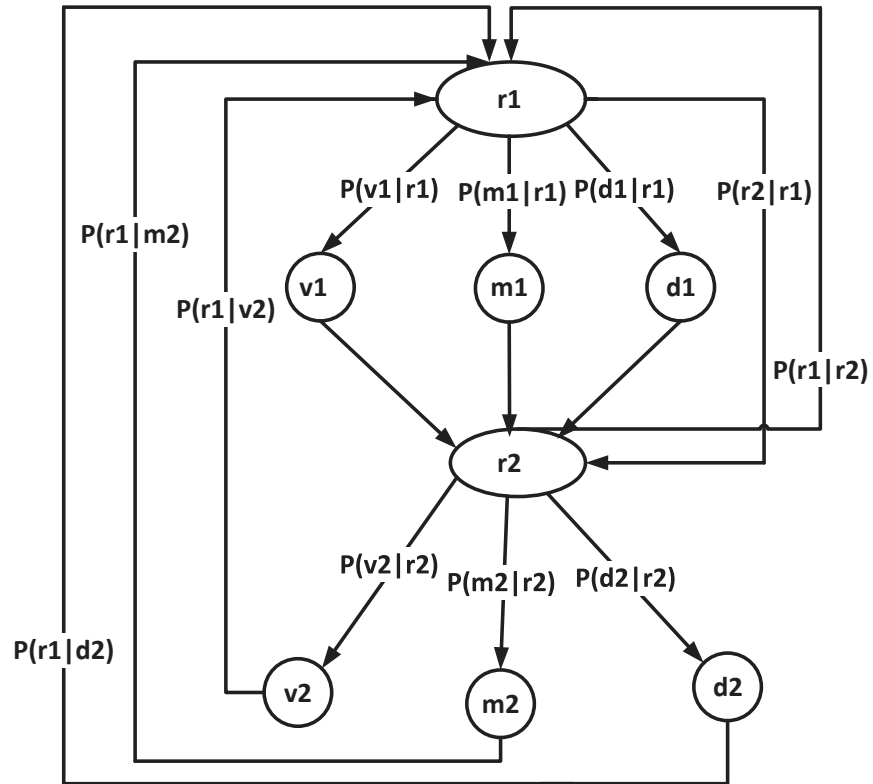 r1
P(v1|r1)
P(m1|r1)
P(d1|r1)
P(r2|r1)
P(r1|m2)
v1
m1
d1
P(r1|v2)
P(r1|r2)
r2
P(v2|r2)
P(m2|r2)
P(d2|r2)
P(r1|d2)
v2
m2
d2